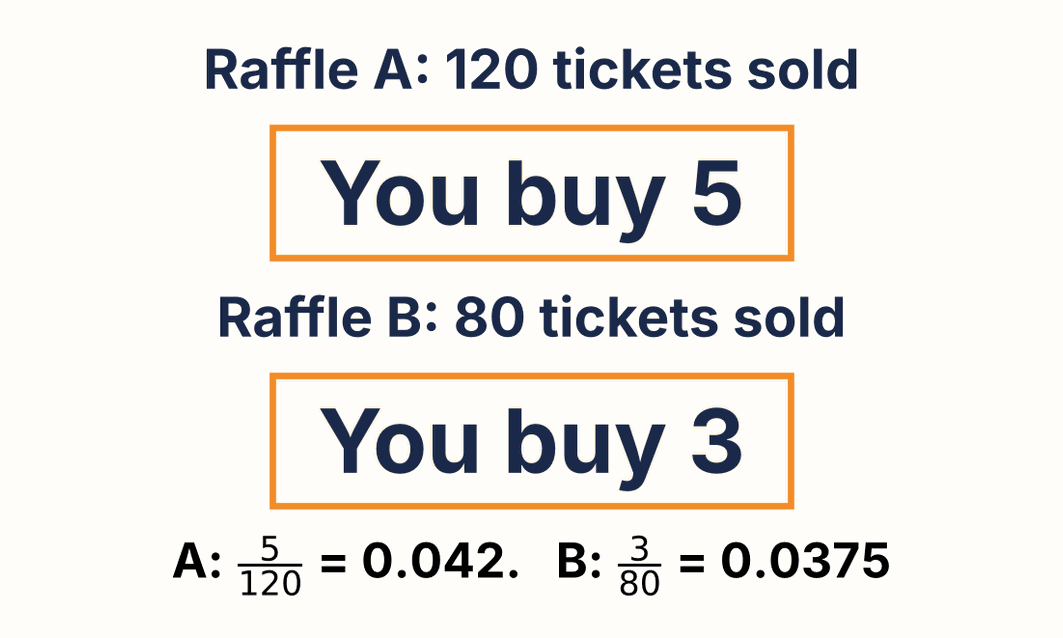 Raffle A: 120 tickets sold
You buy 5
Raffle B: 80 tickets sold
You buy 3
A: 5/120 = 0.042. B: 3/80 = 0.0375